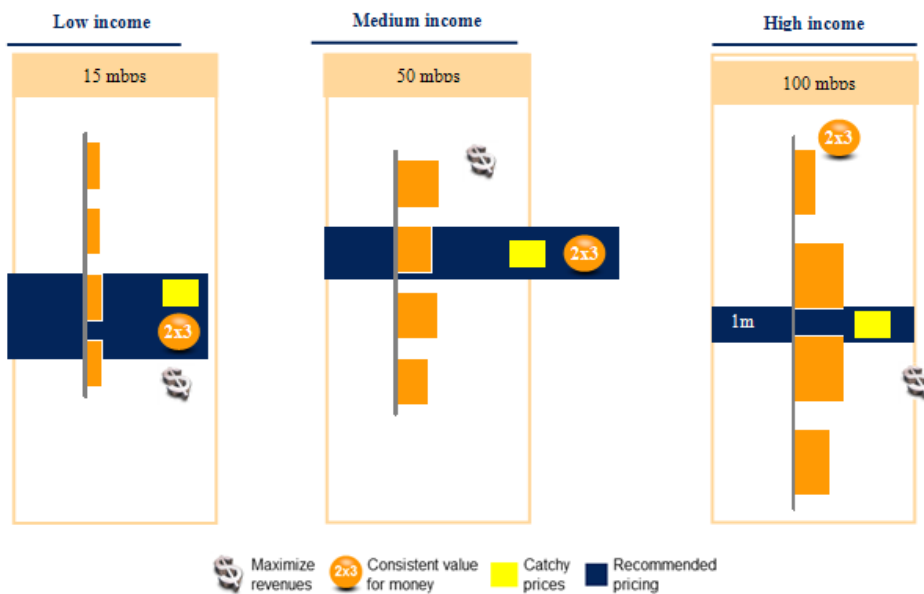 Low income
Medium income
High income
15 mbps
50 mbps
100 mbps
2x3
2x3
1m
2x3
$
$
$
$
Maximize
revenues
2x3
Consistent value
for money
Catchy
prices
Recommended
pricing